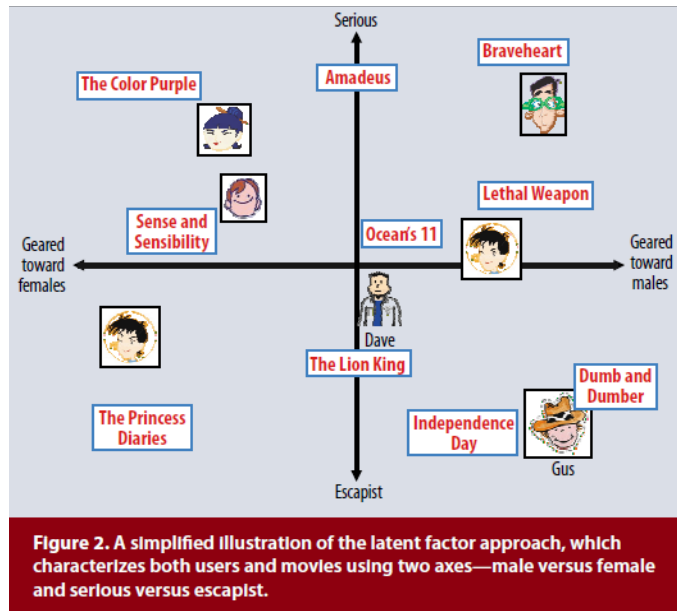 Serious
Braveheart
Amadeus
The Color Purple
Lethal Weapon
Sense and
Sensibility
Ocean's 11
Geared
toward
females
Geared
toward
males
Dave
The Lion King
Dumb and
Dumber
The Princess
Diaries
Independence
Day
Gus
Escapist
Figure 2. A simplified illustration of the latent factor approach, which
characterizes both users and movies using two axes—male versus female
and serious versus escapist.